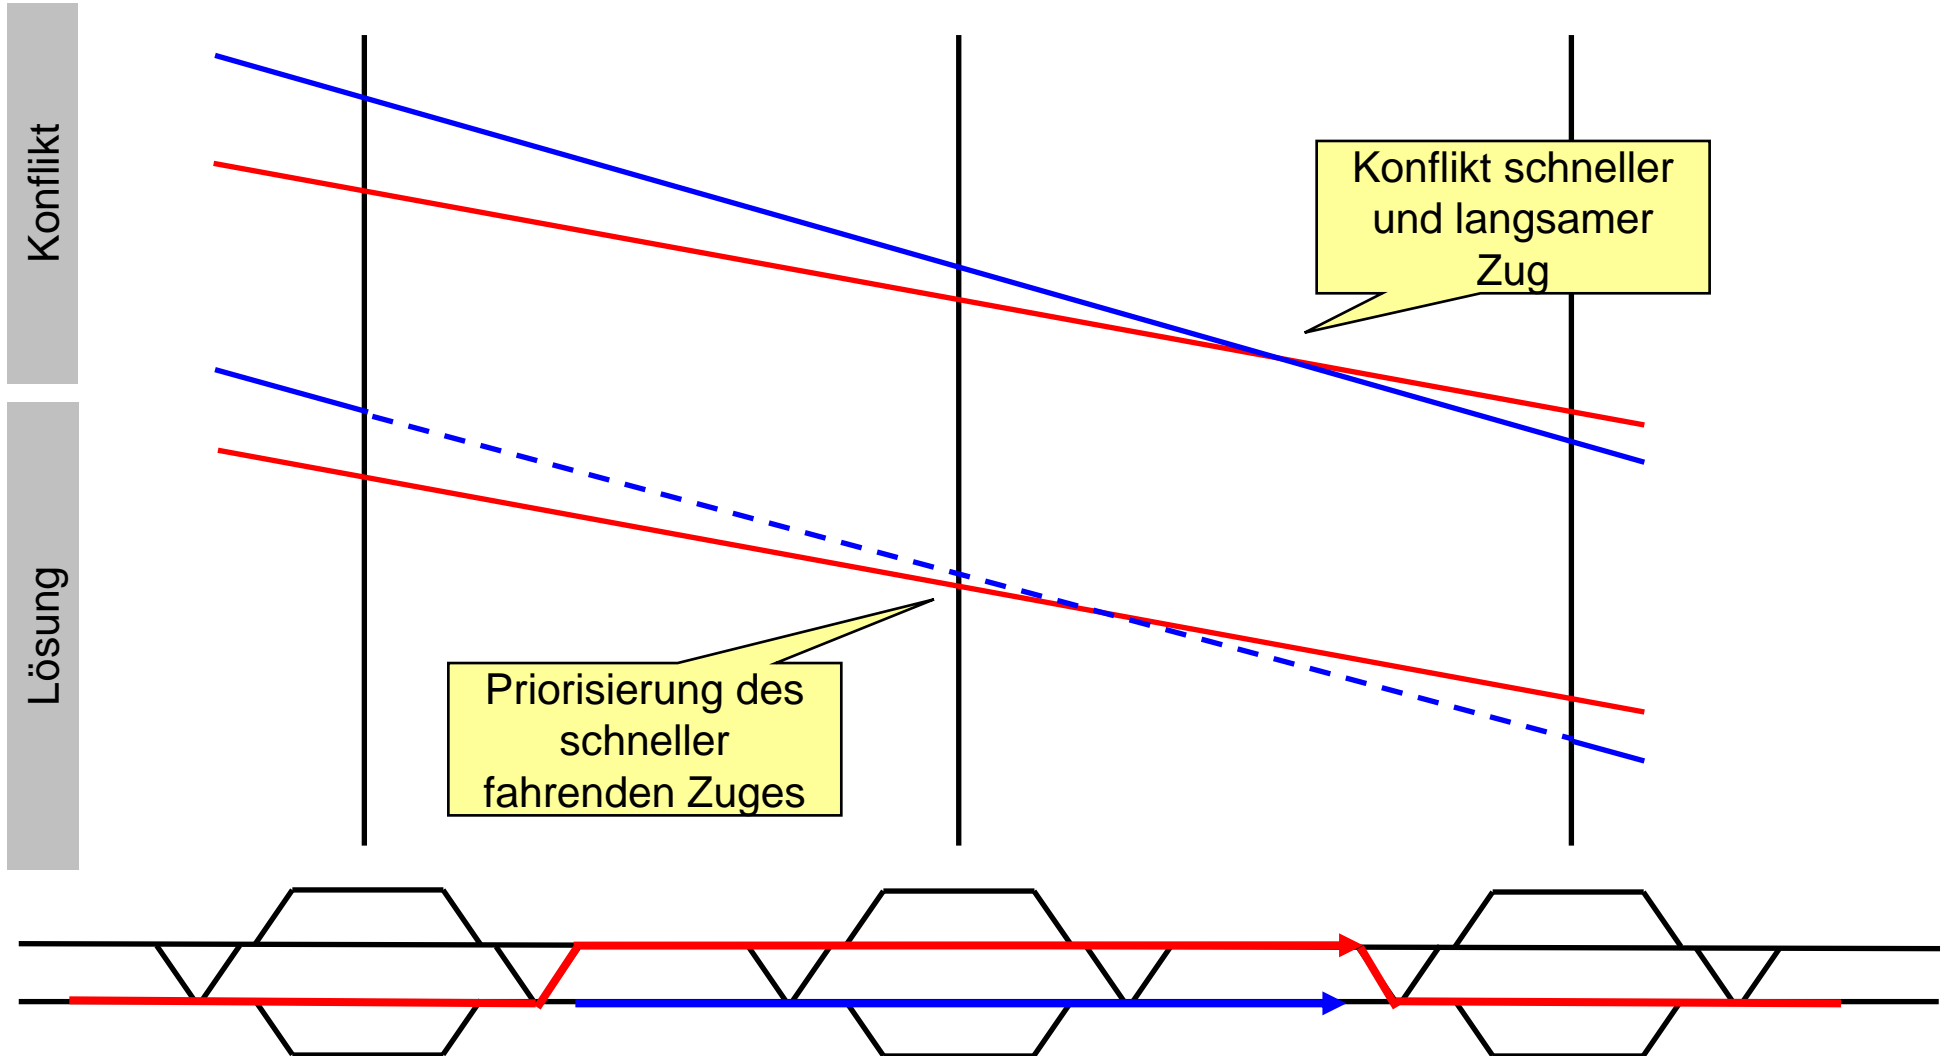 Konflikt
Konflikt schneller
und langsamer
Zug
Lösung
Priorisierung des
schneller
fahrenden Zuges